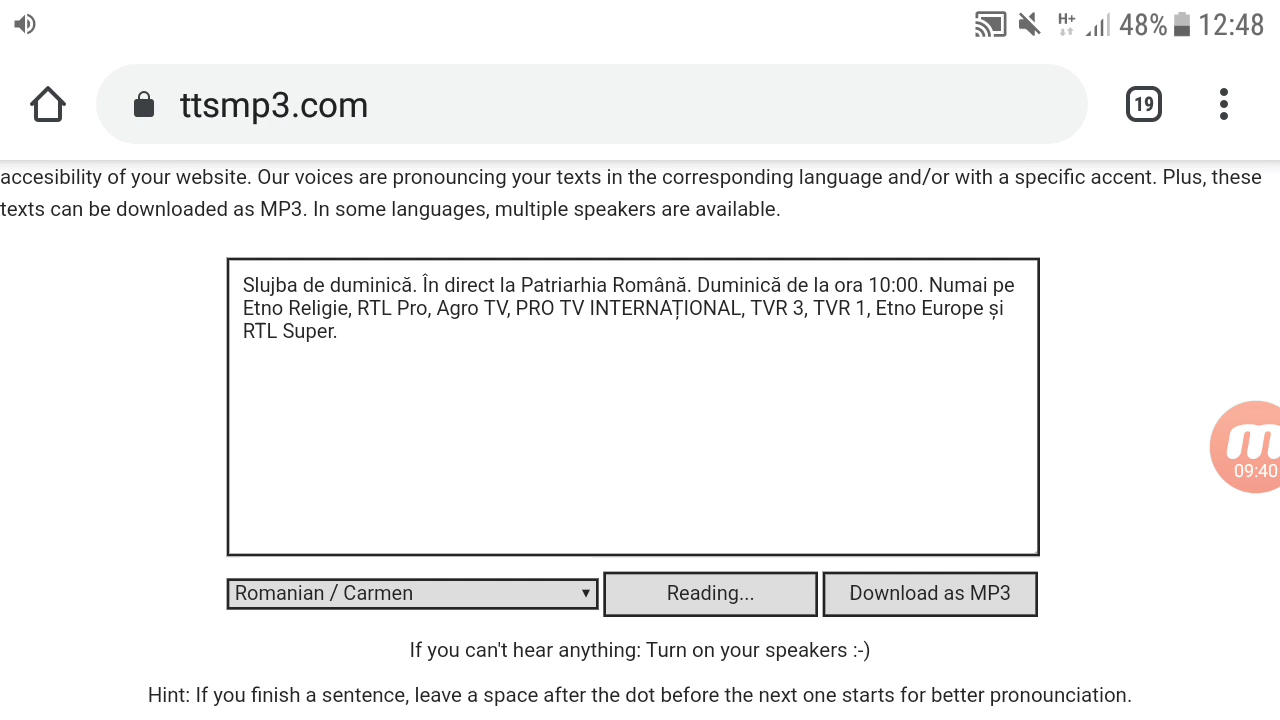 H+ 48% 12:48
ttsmp3.com 19
accesibility of your website. Our voices are pronouncing your texts in the corresponding language and/or with a specific accent. Plus, these
texts can be downloaded as MP3. In some languages, multiple speakers are available.
Slujba de duminică. În direct la Patriarhia Română. Duminică de la ora 10:00. Numai pe
Etno Religie, RTL Pro, Agro TV, PRO TV INTERNAȚIONAL, TVR 3, TVR 1, Etno Europe și
RTL Super.
m
09:40
Romanian / Carmen Reading... Download as MP3
If you can't hear anything: Turn on your speakers :-)
Hint: If you finish a sentence, leave a space after the dot before the next one starts for better pronounciation.